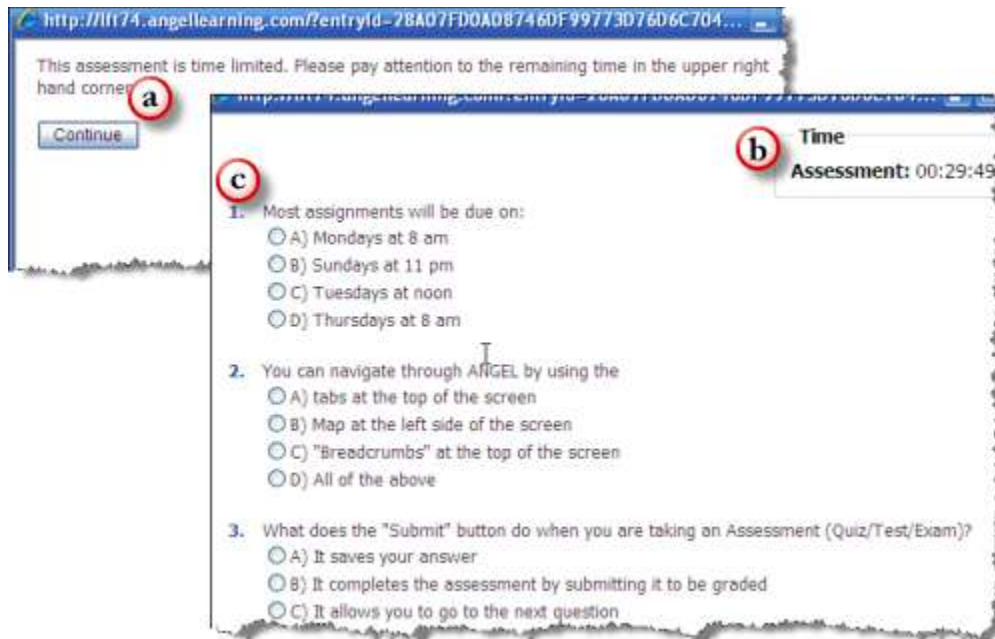 http://lft74.angellearning.com/?entryId=28A07FD0A08746DF99773D76D6C704...
This assessment is time limited. Please pay attention to the remaining time in the upper right
hand corner
a
Continue
b
Time
Assessment: 00:29:49
c
1. Most assignments will be due on:
A) Mondays at 8 am
B) Sundays at 11 pm
C) Tuesdays at noon
D) Thursdays at 8 am
2. You can navigate through ANGEL by using the
A) tabs at the top of the screen
B) Map at the left side of the screen
C) "Breadcrumbs" at the top of the screen
D) All of the above
3. What does the "Submit" button do when you are taking an Assessment (Quiz/Test/Exam)?
A) It saves your answer
B) It completes the assessment by submitting it to be graded
C) It allows you to go to the next question